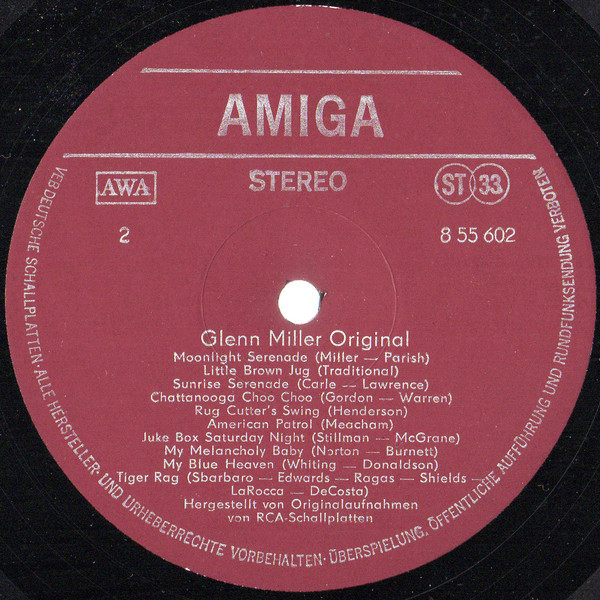 AMIGA
AWA
STEREO
ST 33
2
8 55 602
Glenn Miller Original
Moonlight Serenade (Miller — Parish)
Little Brown Jug (Traditional)
Sunrise Serenade (Carle — Lawrence)
Chattanooga Choo Choo (Gordon — Warren)
Rug Cutter's Swing (Henderson)
American Patrol (Meacham)
Juke Box Saturday Night (Stillman — McGrane)
My Melancholy Baby (Norton — Burnett)
My Blue Heaven (Whiting — Donaldson)
Tiger Rag (Sbarbaro — Edwards — Ragas — Shields —
LaRocca — DeCosta)
Hergestellt von Originalaufnahmen
von RCA-Schallplatten
VEB DEUTSCHE SCHALLPLATTEN · ALLE HERSTELLER- UND URHEBERRECHTE VORBEHALTEN · ÜBERSPIELUNG, ÖFFENTLICHE AUFFÜHRUNG UND RUNDFUNKSENDUNG VERBOTEN